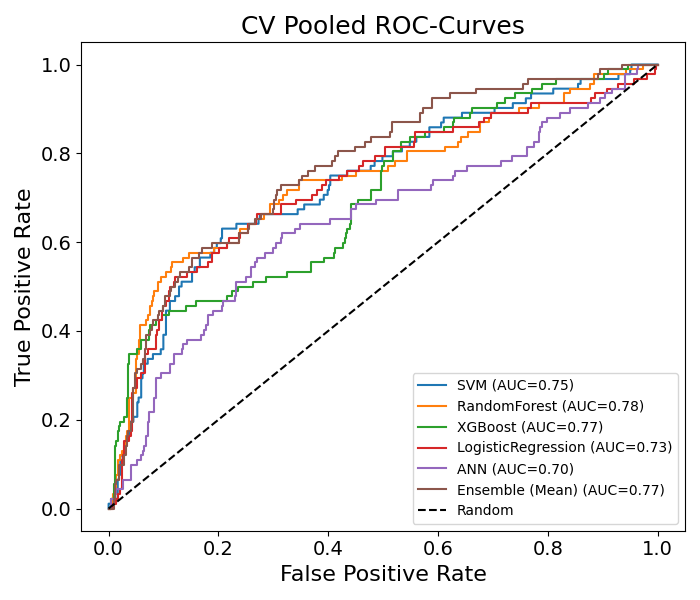 CV Pooled ROC-Curves
True Positive Rate
1.0
0.8
0.6
0.4
0.2
0.0
SVM (AUC=0.75)
RandomForest (AUC=0.78)
XGBoost (AUC=0.77)
LogisticRegression (AUC=0.73)
ANN (AUC=0.70)
Ensemble (Mean) (AUC=0.77)
Random
0.0 0.2 0.4 0.6 0.8 1.0
False Positive Rate